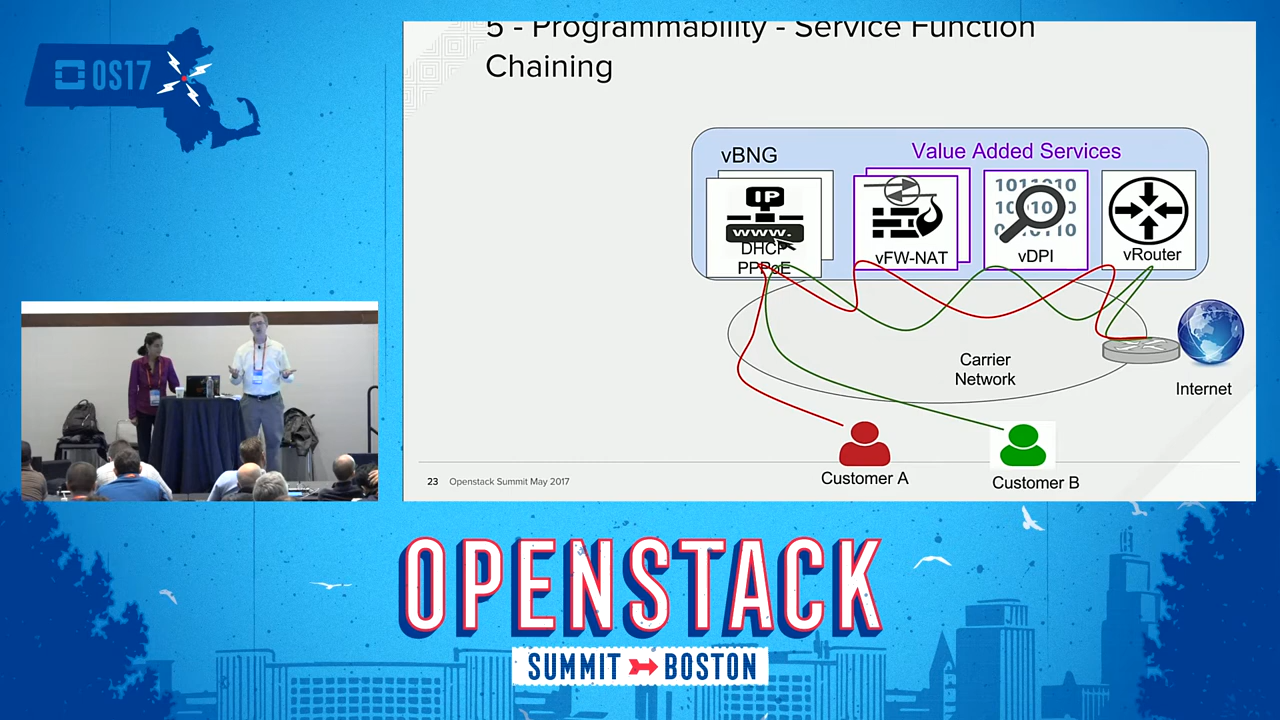 OS17
5 - Programmability - Service Function
Chaining
vBNG
Value Added Services
IP
www.
DHCP
PPPoE
vFW-NAT
1011010
vDPI
vRouter
Carrier
Network
Internet
Customer A
Customer B
23 Openstack Summit May 2017
OPENSTACK
SUMMIT BOSTON